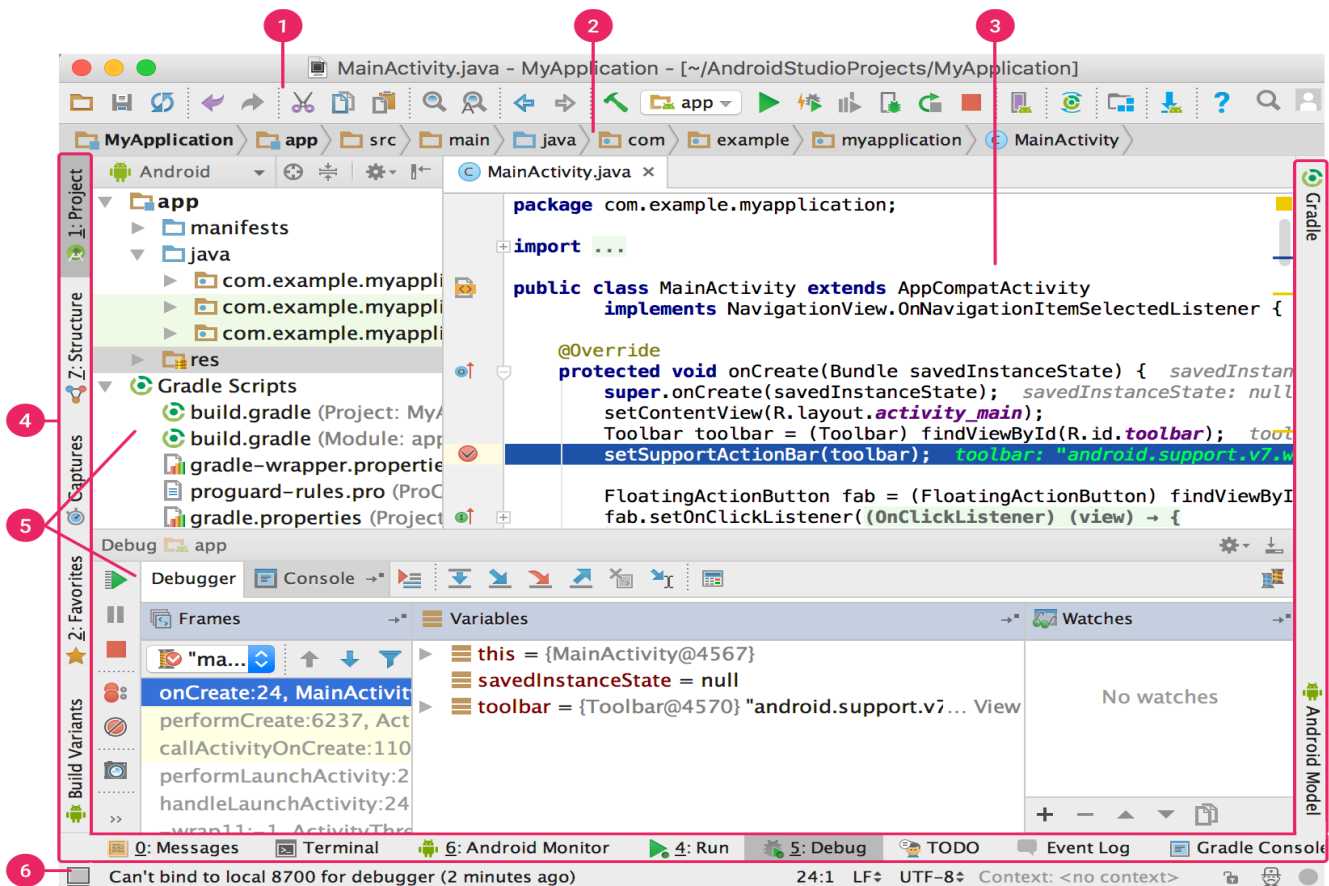 1
2
3
MainActivity.java - MyApplication - [~/AndroidStudioProjects/MyApplication]
app
?
MyApplication
app
src
main
java
com
example
myapplication
C MainActivity
1: Project
Z: Structure
Captures
2: Favorites
Build Variants
4
5
6
Android
app
manifests
java
com.example.myappli
com.example.myappli
com.example.myappli
res
Gradle Scripts
build.gradle (Project: MyA
build.gradle (Module: app
gradle-wrapper.propertie
proguard-rules.pro (ProC
gradle.properties (Project
C MainActivity.java ×
package com.example.myapplication;
import ...
public class MainActivity extends AppCompatActivity
implements NavigationView.OnNavigationItemSelectedListener {
@Override
protected void onCreate(Bundle savedInstanceState) { savedInstan
super.onCreate(savedInstanceState); savedInstanceState: null
setContentView(R.layout.activity_main);
Toolbar toolbar = (Toolbar) findViewById(R.id.toolbar); tool
setSupportActionBar(toolbar); toolbar: "android.support.v7.w
FloatingActionButton fab = (FloatingActionButton) findViewByI
fab.setOnClickListener((OnClickListener) (view) → {
Gradle
Android Model
Debug app
Debugger
Console
Frames
Variables
Watches
"ma...
onCreate:24, MainActivit
performCreate:6237, Act
callActivityOnCreate:110
performLaunchActivity:2
handleLaunchActivity:24
-wrap11:-1, ActivityThre
this = {MainActivity@4567}
savedInstanceState = null
toolbar = {Toolbar@4570} "android.support.v7... View
No watches
0: Messages
Terminal
6: Android Monitor
4: Run
5: Debug
TODO
Event Log
Gradle Console
Can't bind to local 8700 for debugger (2 minutes ago)
24:1 LF UTF-8 Context: <no context>